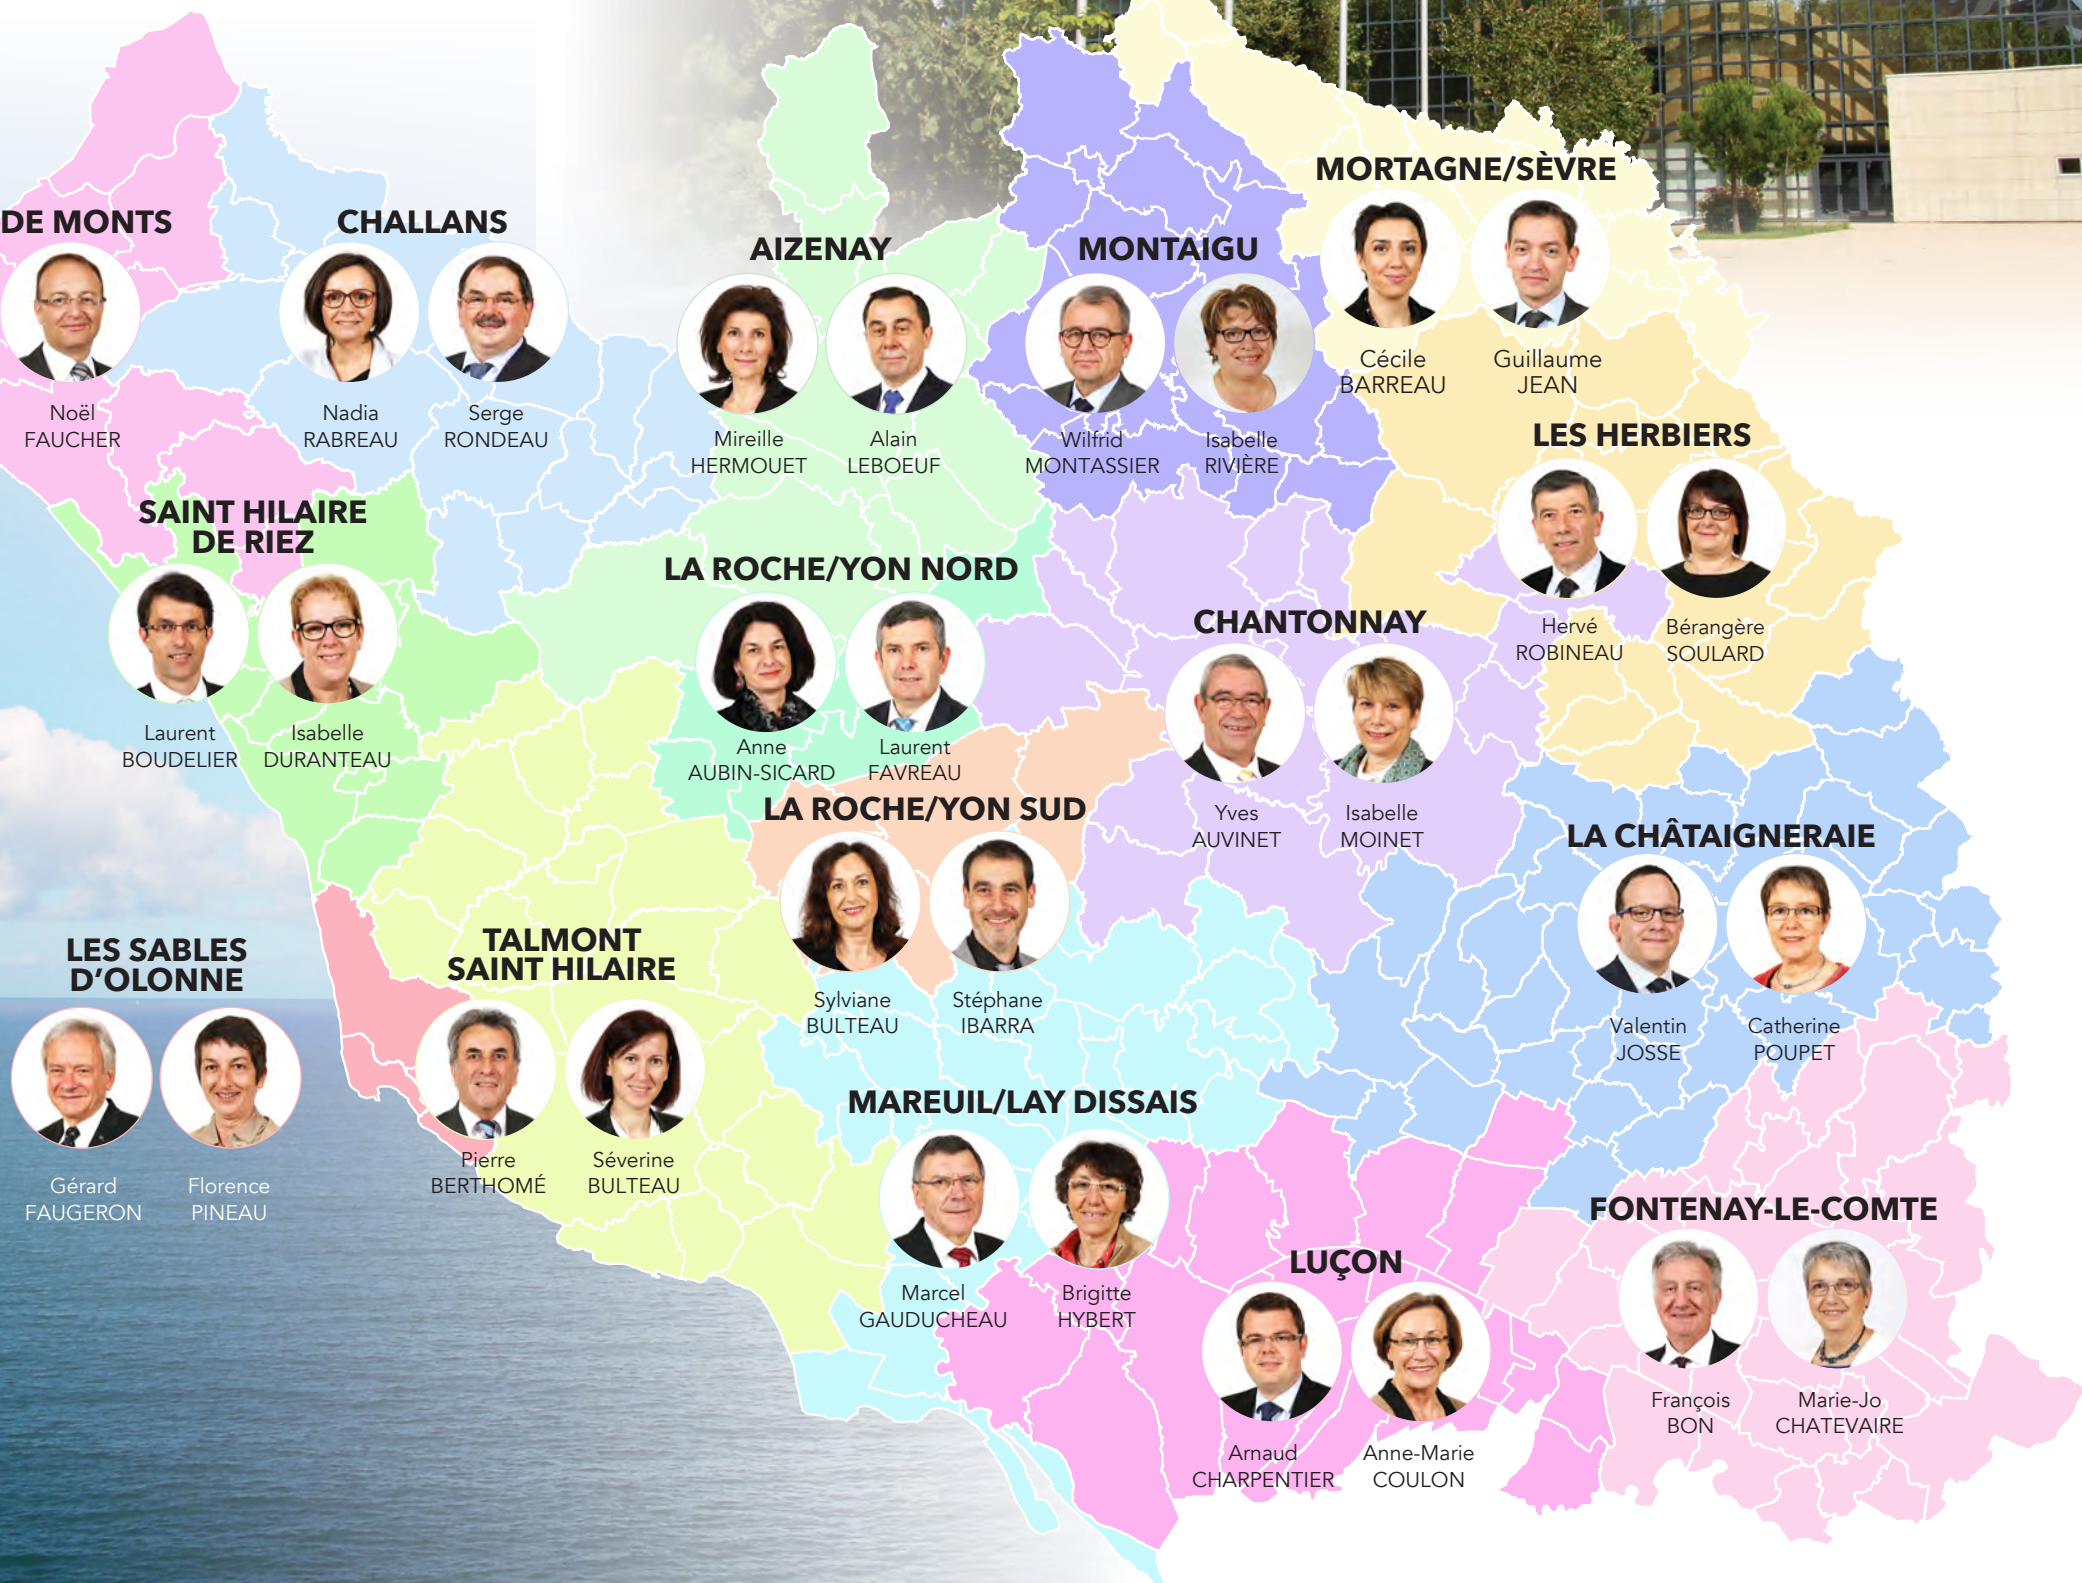 MORTAGNE/SÈVRE
Cécile
BARREAU
Guillaume
JEAN
DE MONTS
Noël
FAUCHER
CHALLANS
Nadia
RABREAU
Serge
RONDEAU
AIZENAY
Mireille
HERMOUET
Alain
LEBOEUF
MONTAIGU
Wilfrid
MONTASSIER
Isabelle
RIVIÈRE
LES HERBIERS
Hervé
ROBINEAU
Bérangère
SOULARD
SAINT HILAIRE
DE RIEZ
Laurent
BOUDELIER
Isabelle
DURANTEAU
LA ROCHE/YON NORD
Anne
AUBIN-SICARD
Laurent
FAVREAU
CHANTONNAY
Yves
AUVINET
Isabelle
MOINET
LA ROCHE/YON SUD
Sylviane
BULTEAU
Stéphane
IBARRA
LA CHÂTAIGNERAIE
Valentin
JOSSE
Catherine
POUPET
LES SABLES
D'OLONNE
Gérard
FAUGERON
Florence
PINEAU
TALMONT
SAINT HILAIRE
Pierre
BERTHOMÉ
Séverine
BULTEAU
MAREUIL/LAY DISSAIS
Marcel
GAUDUCHEAU
Brigitte
HYBERT
LUÇON
Arnaud
CHARPENTIER
Anne-Marie
COULON
FONTENAY-LE-COMTE
François
BON
Marie-Jo
CHATEVAIRE